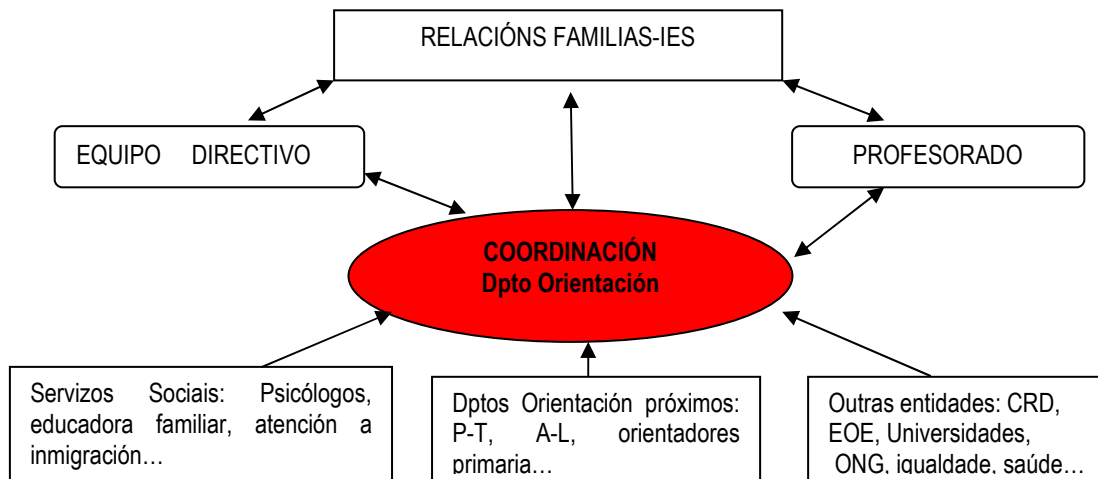 RELACIÓNS FAMILIAS-IES
EQUIPO DIRECTIVO
PROFESORADO
COORDINACIÓN
Dpto Orientación
Servizos Sociais: Psicólogos,
educadora familiar, atención a
inmigración…
Dptos Orientación próximos:
P-T, A-L, orientadores
primaria…
Outras entidades: CRD,
EOE, Universidades,
ONG, igualdade, saúde…